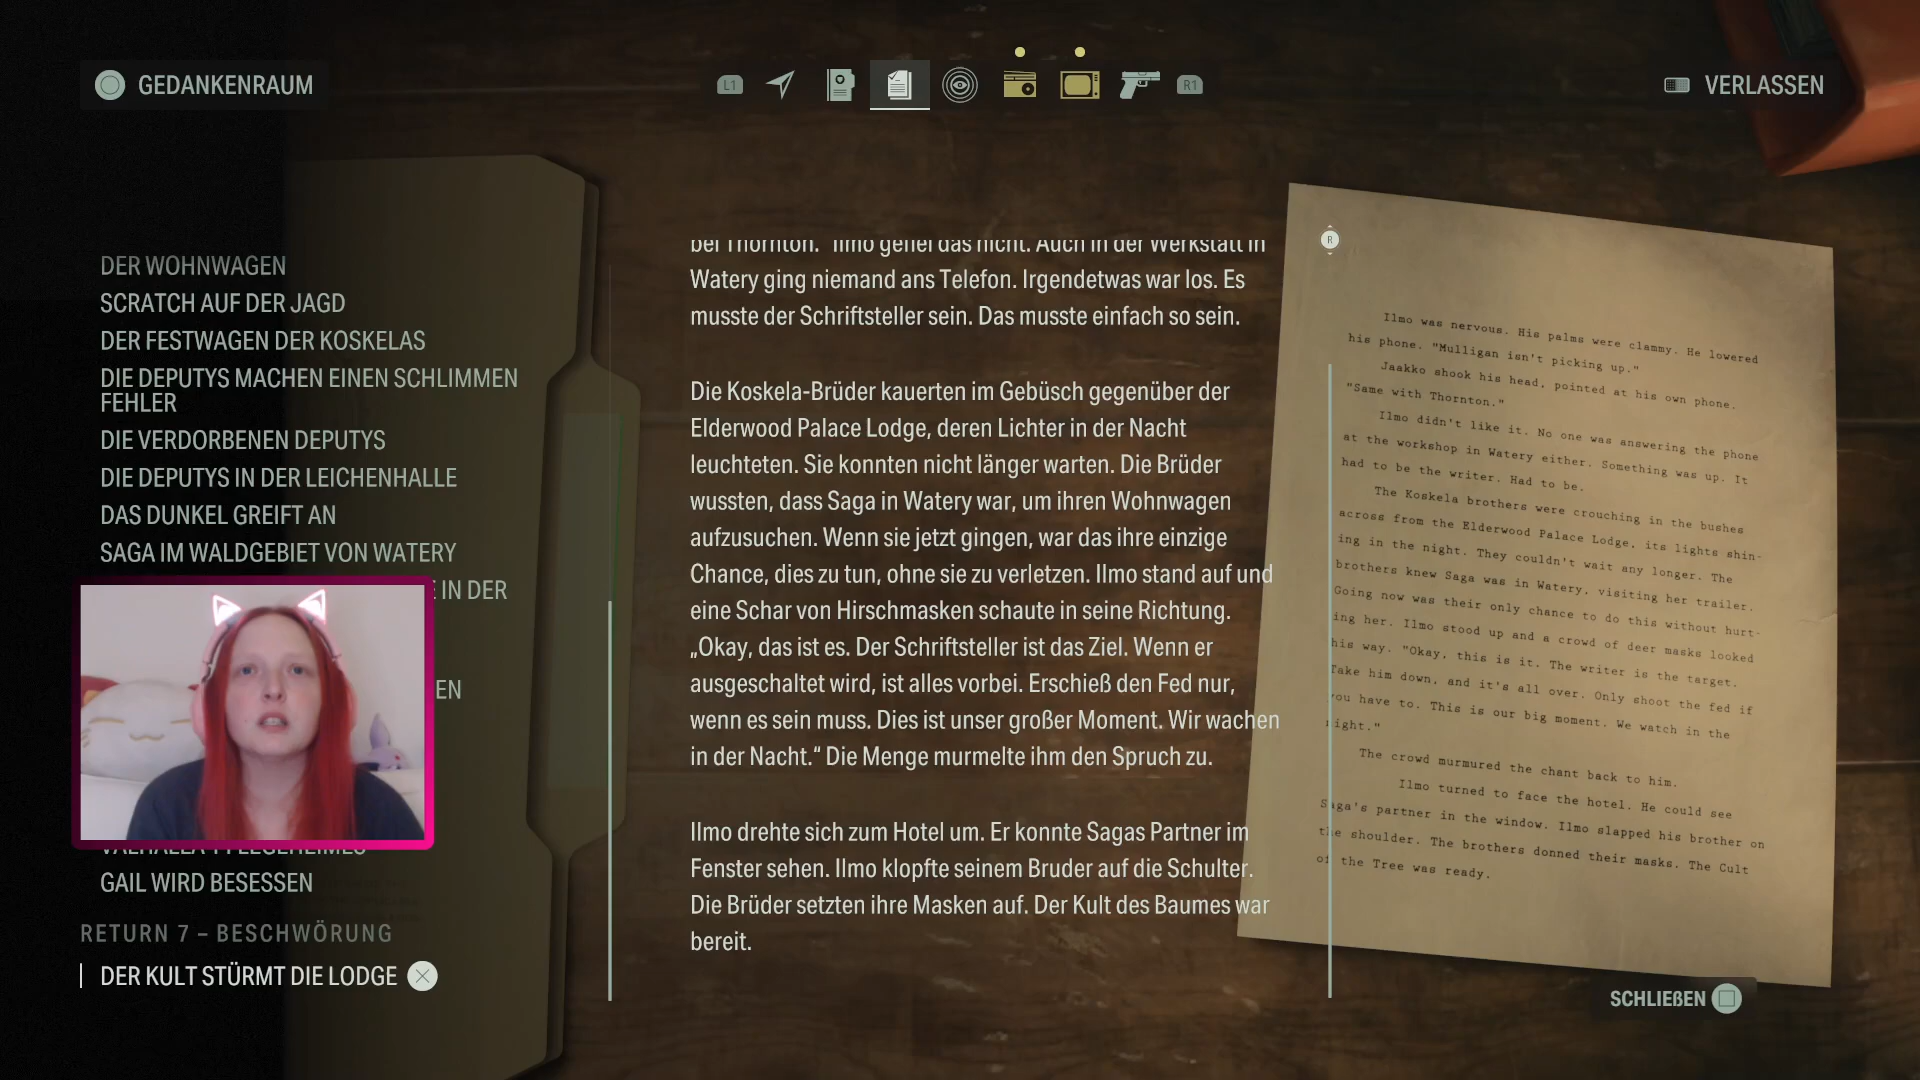 GEDANKENRAUM
L1
R1
VERLASSEN
DER WOHNWAGEN
SCRATCH AUF DER JAGD
DER FESTWAGEN DER KOSKELAS
DIE DEPUTYS MACHEN EINEN SCHLIMMEN
FEHLER
DIE VERDORBENEN DEPUTYS
DIE DEPUTYS IN DER LEICHENHALLE
DAS DUNKEL GREIFT AN
SAGA IM WALDGEBIET VON WATERY
IN DER
EN
GAIL WIRD BESESSEN
RETURN 7 – BESCHWÖRUNG
DER KULT STÜRMT DIE LODGE
bei Thornton." Ilmo gefiel das nicht. Auch in der Werkstatt in
Watery ging niemand ans Telefon. Irgendetwas war los. Es
musste der Schriftsteller sein. Das musste einfach so sein.
Die Koskela-Brüder kauerten im Gebüsch gegenüber der
Elderwood Palace Lodge, deren Lichter in der Nacht
leuchteten. Sie konnten nicht länger warten. Die Brüder
wussten, dass Saga in Watery war, um ihren Wohnwagen
aufzusuchen. Wenn sie jetzt gingen, war das ihre einzige
Chance, dies zu tun, ohne sie zu verletzen. Ilmo stand auf und
eine Schar von Hirschmasken schaute in seine Richtung.
„Okay, das ist es. Der Schriftsteller ist das Ziel. Wenn er
ausgeschaltet wird, ist alles vorbei. Erschieß den Fed nur,
wenn es sein muss. Dies ist unser großer Moment. Wir wachen
in der Nacht.“ Die Menge murmelte ihm den Spruch zu.
Ilmo drehte sich zum Hotel um. Er konnte Sagas Partner im
Fenster sehen. Ilmo klopfte seinem Bruder auf die Schulter.
Die Brüder setzten ihre Masken auf. Der Kult des Baumes war
bereit.
R
Ilmo was nervous. His palms were clammy. He lowered
his phone. "Mulligan isn't picking up."
Jaakko shook his head, pointed at his own phone.
"Same with Thornton."
Ilmo didn't like it. No one was answering the phone
at the workshop in Watery either. Something was up. It
had to be the writer. Had to be.
The Koskela brothers were crouching in the bushes
across from the Elderwood Palace Lodge, its lights shin-
ing in the night. They couldn't wait any longer. The
brothers knew Saga was in Watery, visiting her trailer.
Going now was their only chance to do this without hurt-
ing her. Ilmo stood up and a crowd of deer masks looked
his way. "Okay, this is it. The writer is the target.
Take him down, and it's all over. Only shoot the fed if
you have to. This is our big moment. We watch in the
night."
The crowd murmured the chant back to him.
Ilmo turned to face the hotel. He could see
Saga's partner in the window. Ilmo slapped his brother on
the shoulder. The brothers donned their masks. The Cult
of the Tree was ready.
SCHLIEẞEN